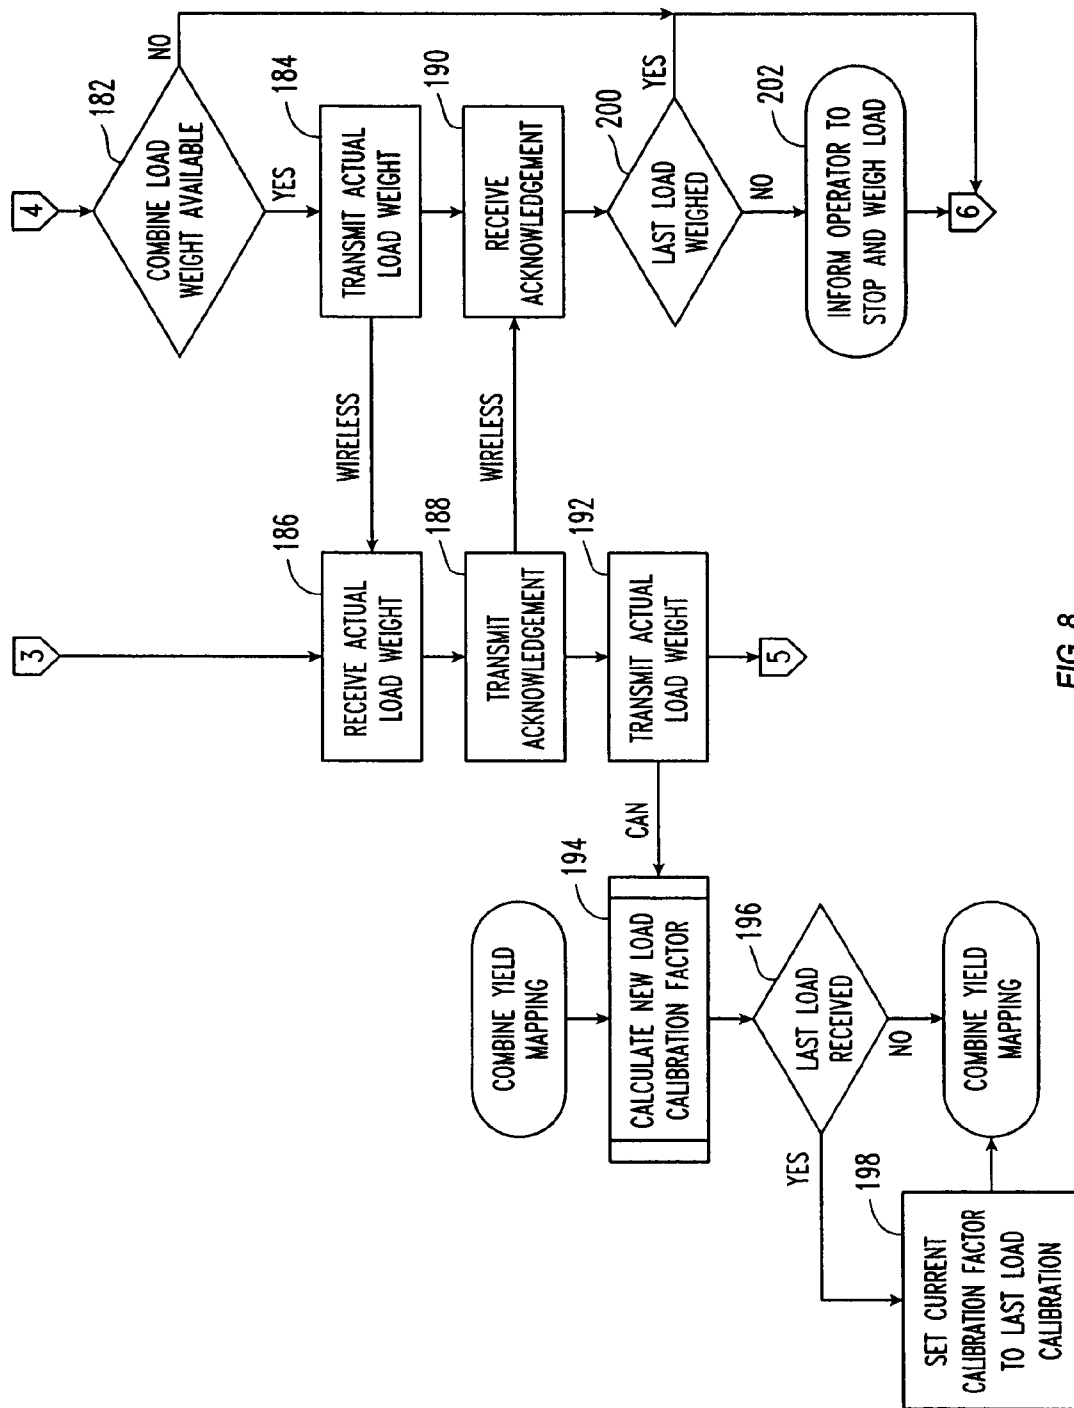 4
182
COMBINE LOAD
WEIGHT AVAILABLE
NO
YES
184
TRANSMIT ACTUAL
LOAD WEIGHT
190
RECEIVE
ACKNOWLEDGEMENT
200
LAST LOAD
WEIGHED
YES
NO
202
INFORM OPERATOR TO
STOP AND WEIGH LOAD
6
WIRELESS
WIRELESS
3
186
RECEIVE ACTUAL
LOAD WEIGHT
188
TRANSMIT
ACKNOWLEDGEMENT
192
TRANSMIT ACTUAL
LOAD WEIGHT
5
CAN
COMBINE YIELD
MAPPING
194
CALCULATE NEW LOAD
CALIBRATION FACTOR
196
LAST LOAD
RECEIVED
YES
NO
198
SET CURRENT
CALIBRATION FACTOR
TO LAST LOAD
CALIBRATION
COMBINE YIELD
MAPPING
FIG. 8